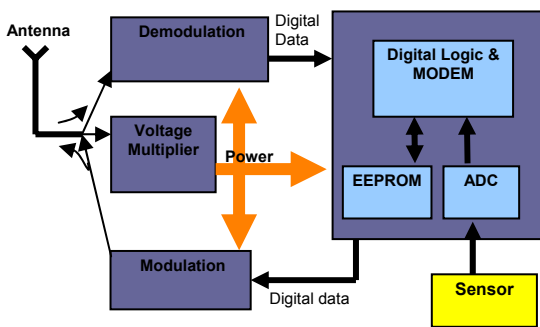 Antenna
Demodulation
Digital
Data
Digital Logic &
MODEM
Voltage
Multiplier
Power
EEPROM
ADC
Modulation
Digital data
Sensor